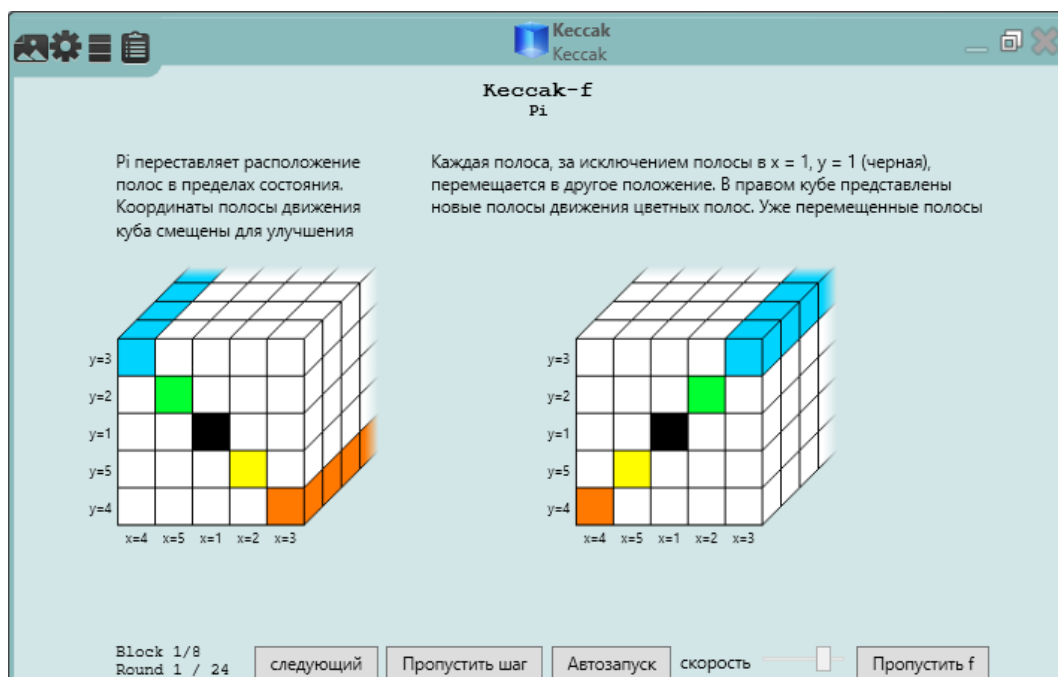 Keccak
Keccak
Keccak-f
Pi
Pi переставляет расположение
полос в пределах состояния.
Координаты полосы движения
куба смещены для улучшения
Каждая полоса, за исключением полосы в x = 1, y = 1 (черная),
перемещается в другое положение. В правом кубе представлены
новые полосы движения цветных полос. Уже перемещенные полосы
y=3
y=2
y=1
y=5
y=4
x=4 x=5 x=1 x=2 x=3
y=3
y=2
y=1
y=5
y=4
x=4 x=5 x=1 x=2 x=3
Block 1/8
Round 1 / 24
следующий
Пропустить шаг
Автозапуск
скорость
Пропустить f